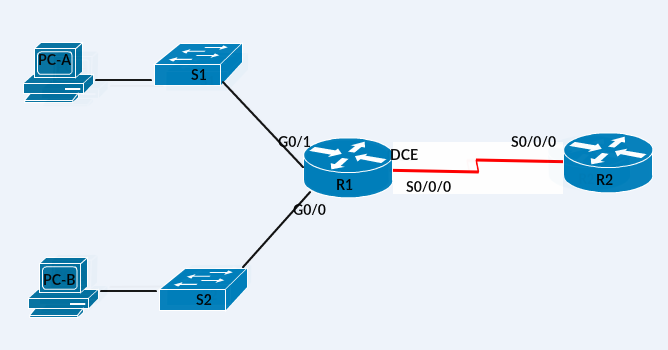 PC-A
S1
G0/1
DCE
S0/0/0
S0/0/0
R1
R2
G0/0
PC-B
S2